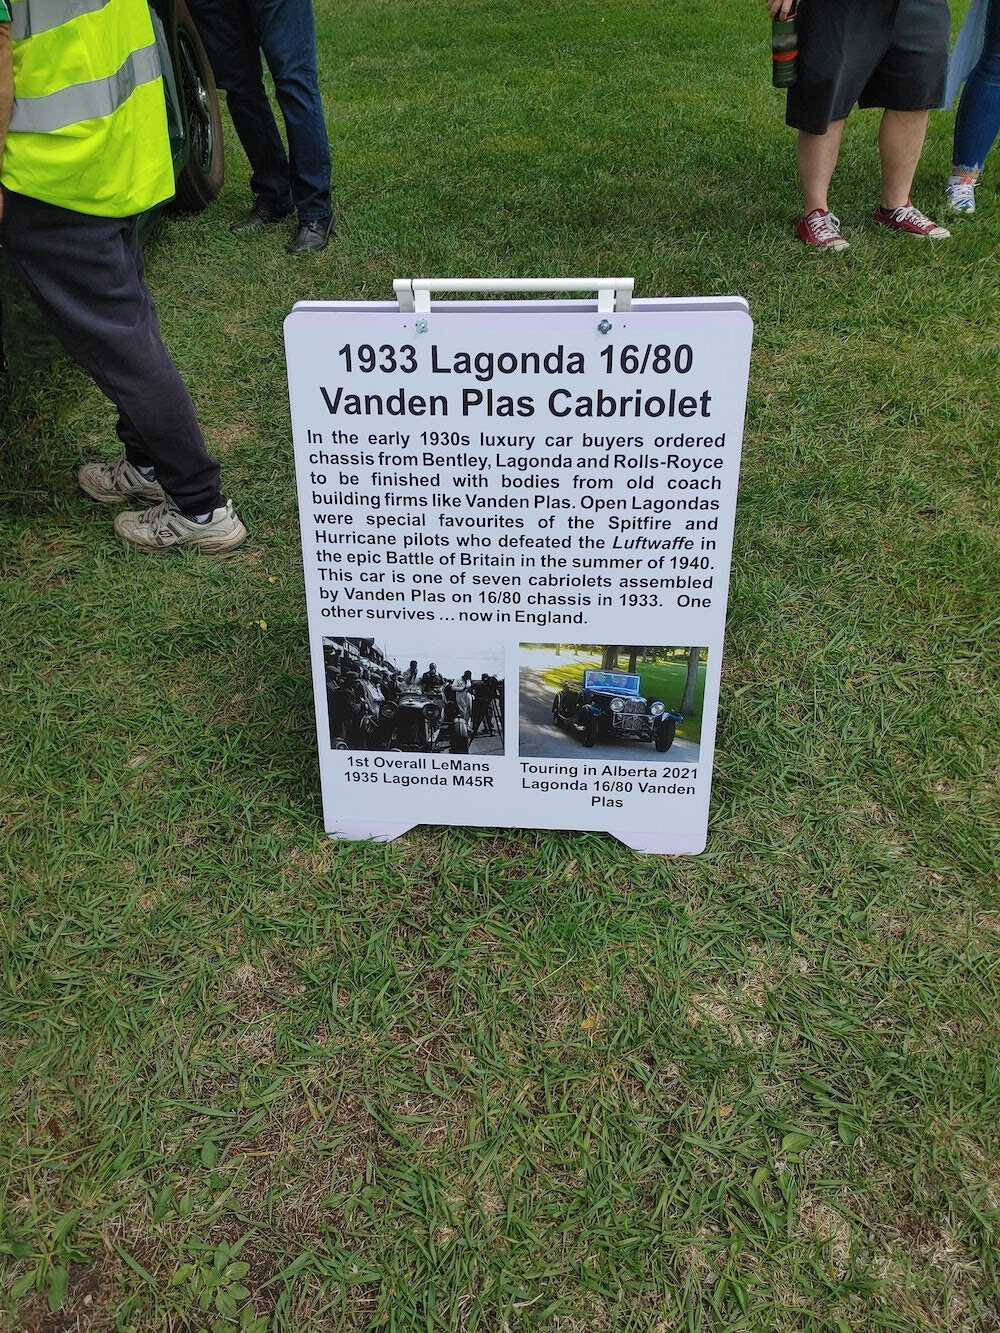 1933 Lagonda 16/80
Vanden Plas Cabriolet
In the early 1930s luxury car buyers ordered
chassis from Bentley, Lagonda and Rolls-Royce
to be finished with bodies from old coach
building firms like Vanden Plas. Open Lagondas
were special favourites of the Spitfire and
Hurricane pilots who defeated the Luftwaffe in
the epic Battle of Britain in the summer of 1940.
This car is one of seven cabriolets assembled
by Vanden Plas on 16/80 chassis in 1933. One
other survives ... now in England.
1st Overall LeMans
1935 Lagonda M45R
Touring in Alberta 2021
Lagonda 16/80 Vanden
Plas